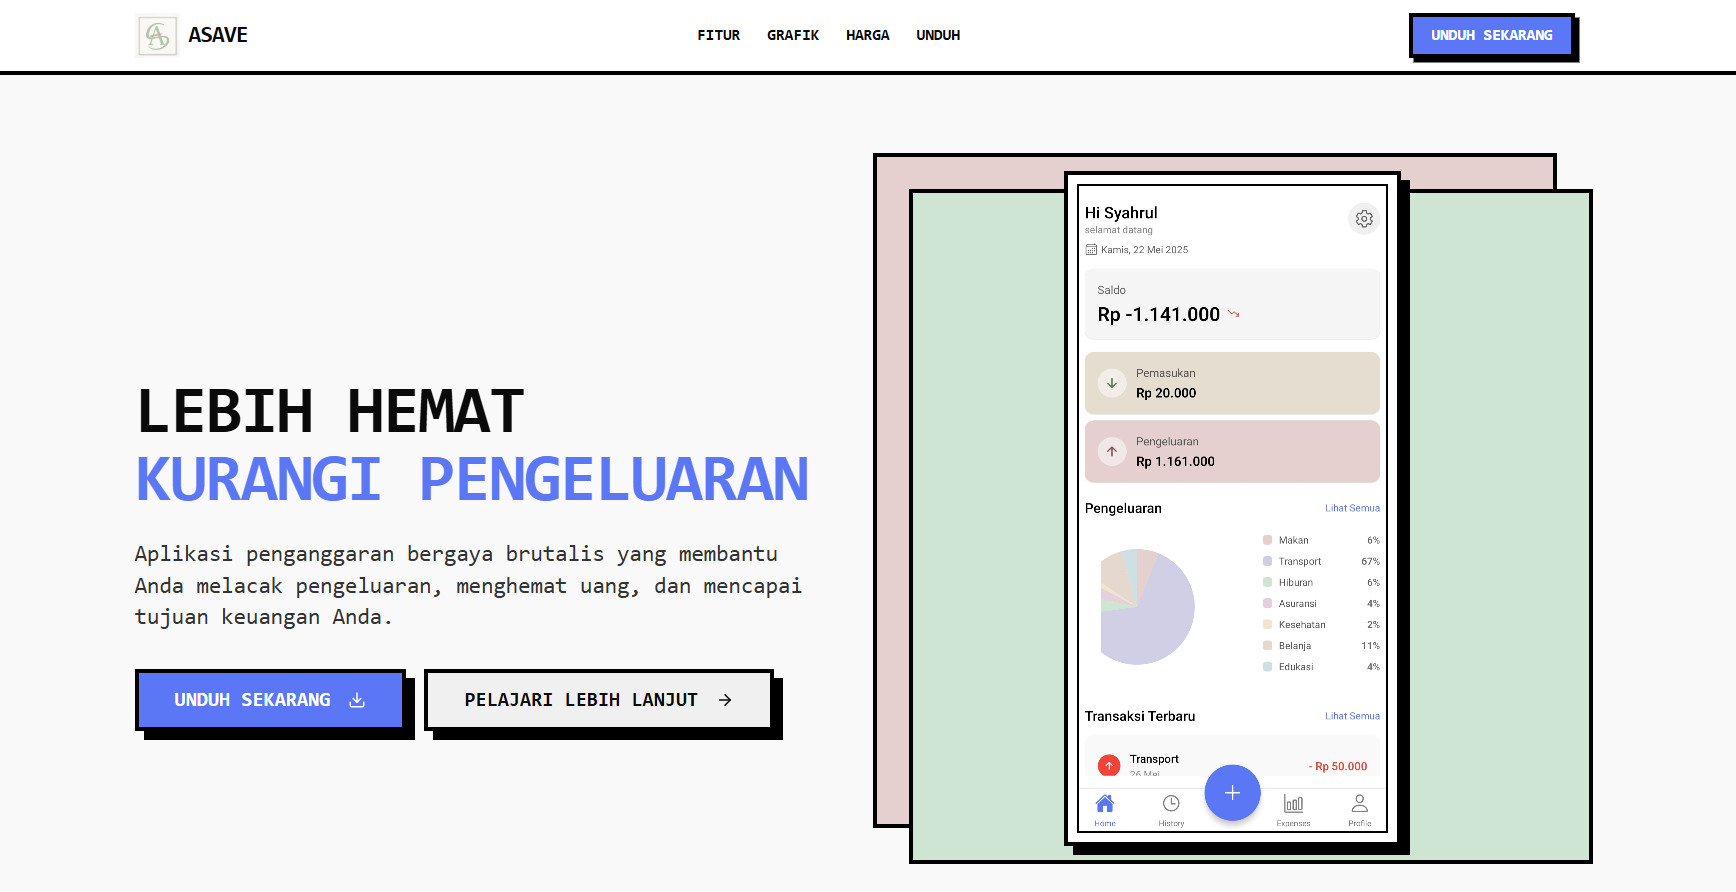 ASAVE
FITUR GRAFIK HARGA UNDUH
UNDUH SEKARANG
LEBIH HEMAT
KURANGI PENGELUARAN
Aplikasi penganggaran bergaya brutalis yang membantu
Anda melacak pengeluaran, menghemat uang, dan mencapai
tujuan keuangan Anda.
UNDUH SEKARANG
PELAJARI LEBIH LANJUT
Hi Syahrul
selamat datang
Kamis, 22 Mei 2025
Saldo
Rp -1.141.000
Pemasukan
Rp 20.000
Pengeluaran
Rp 1.161.000
Pengeluaran Lihat Semua
Makan 6%
Transport 67%
Hiburan 6%
Asuransi 4%
Kesehatan 2%
Belanja 11%
Edukasi 4%
Transaksi Terbaru Lihat Semua
Transport
26 Mei
- Rp 50.000
Home History Expenses Profile